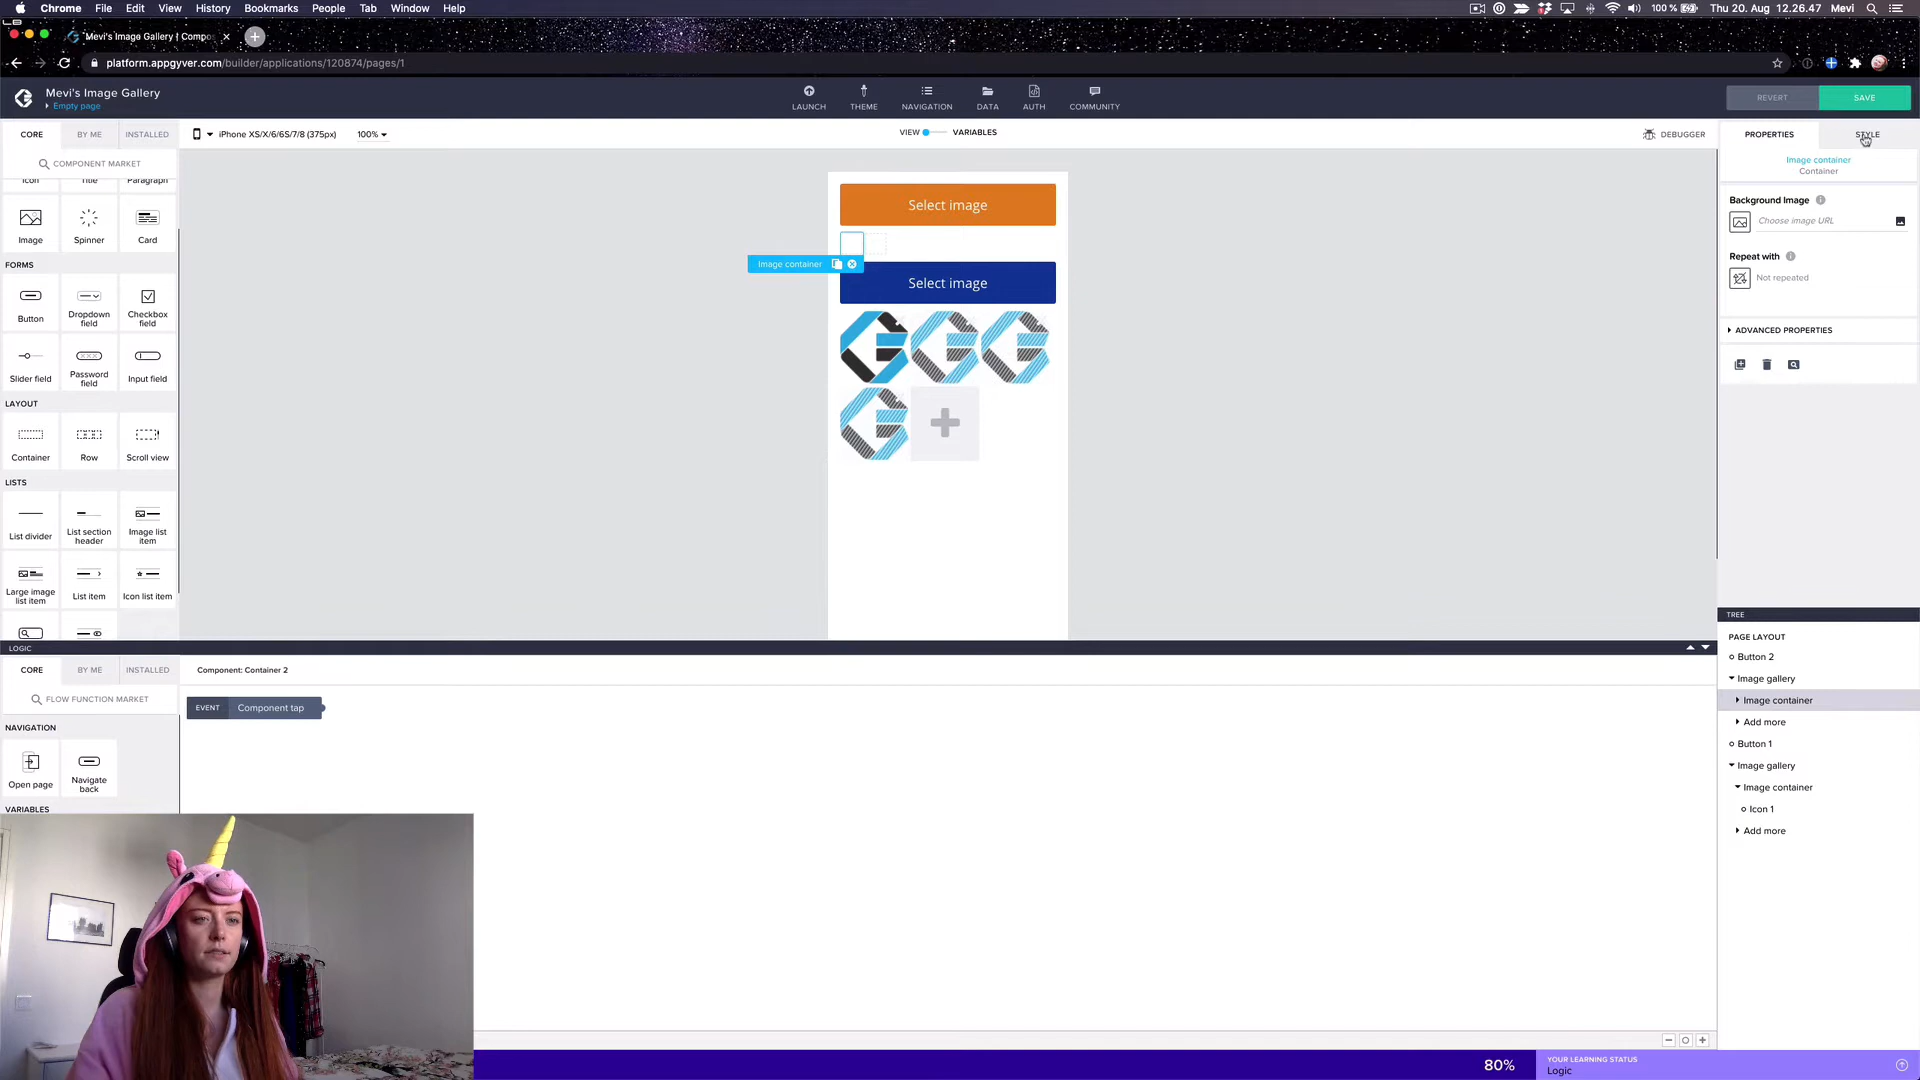 Chrome File Edit View History Bookmarks People Tab Window Help
100 % Thu 20. Aug 12.26.47 Mevi
Mevi's Image Gallery | Compo
platform.appgyver.com/builder/applications/120874/pages/1
Mevi's Image Gallery
Empty page
LAUNCH THEME NAVIGATION DATA AUTH COMMUNITY
REVERT SAVE
CORE BY ME INSTALLED
iPhone XS/X/6/6S/7/8 (375px) 100%
VIEW VARIABLES
DEBUGGER
PROPERTIES STYLE
COMPONENT MARKET
Icon Title Paragraph
Image Spinner Card
FORMS
Button Dropdown field Checkbox field
Slider field Password field Input field
LAYOUT
Container Row Scroll view
LISTS
List divider List section header Image list item
Large image list item List item Icon list item
Select image
Image container
Select image
Image container
Container
Background Image
Choose image URL
Repeat with
Not repeated
ADVANCED PROPERTIES
TREE
PAGE LAYOUT
Button 2
Image gallery
Image container
Add more
Button 1
Image gallery
Image container
Icon 1
Add more
LOGIC
CORE BY ME INSTALLED
Component: Container 2
FLOW FUNCTION MARKET
EVENT Component tap
NAVIGATION
Open page Navigate back
VARIABLES
80%
YOUR LEARNING STATUS
Logic